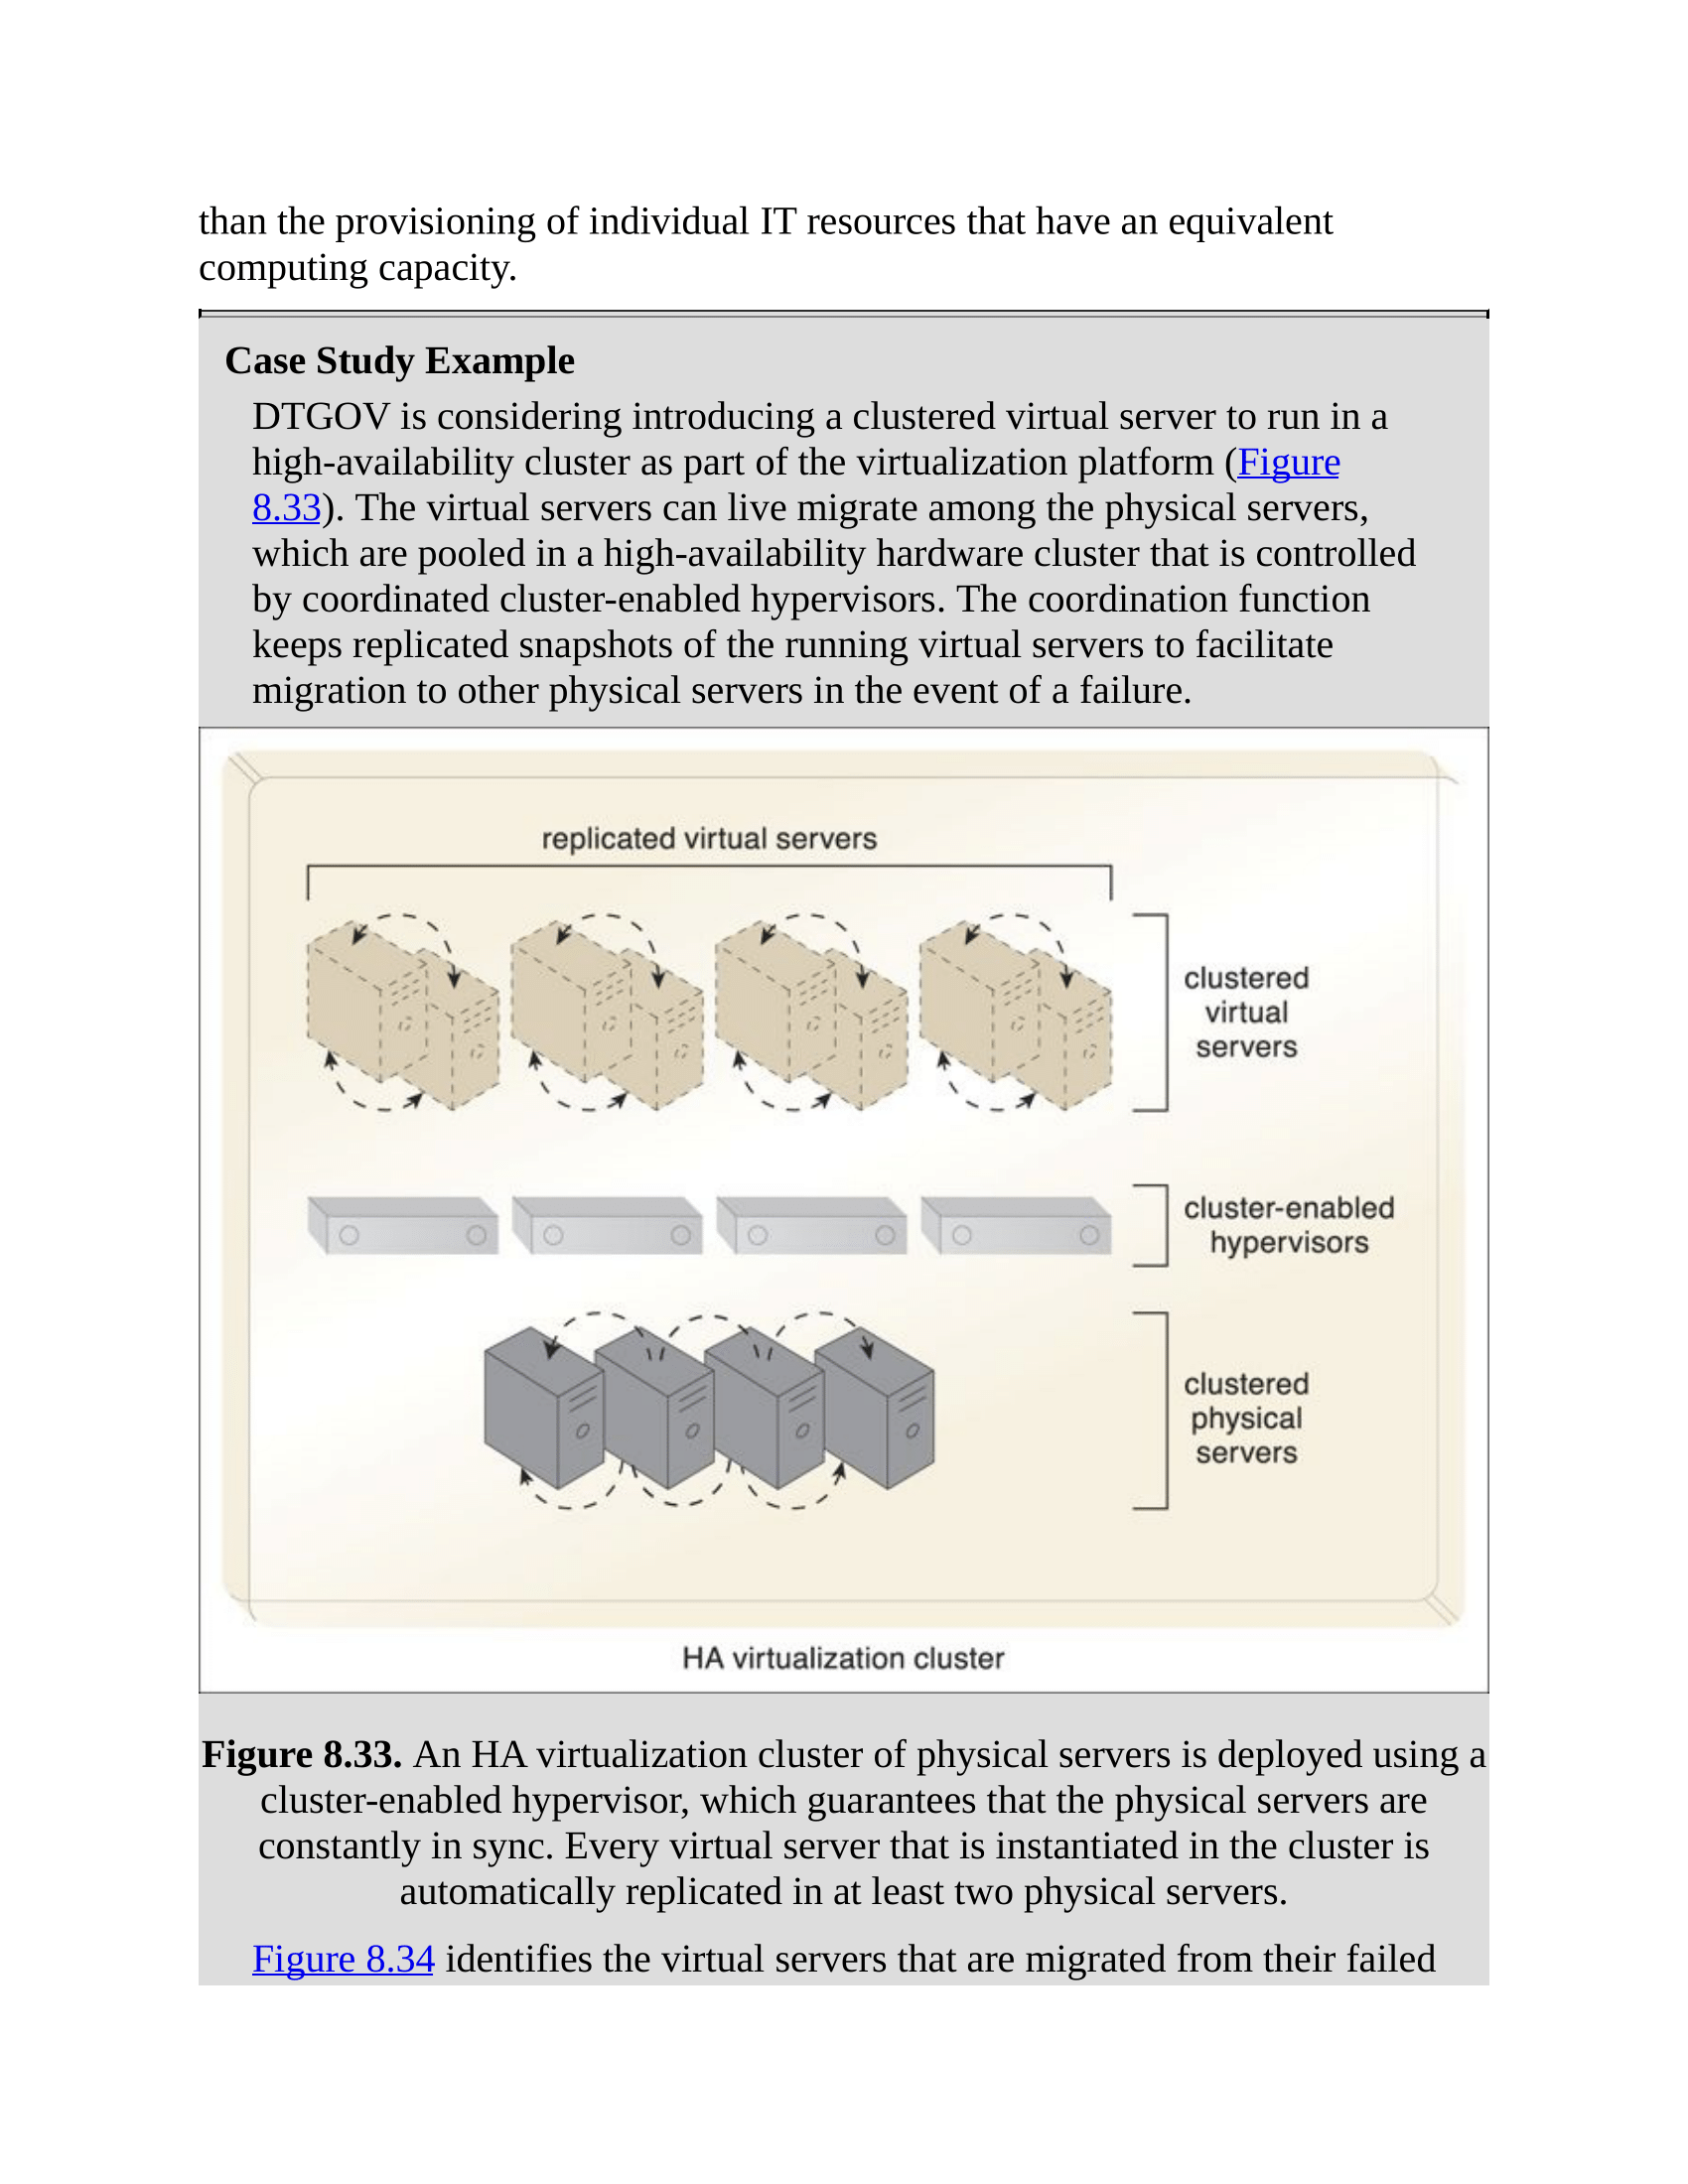 than the provisioning of individual IT resources that have an equivalent
computing capacity.
Case Study Example
DTGOV is considering introducing a clustered virtual server to run in a
high-availability cluster as part of the virtualization platform (Figure
8.33). The virtual servers can live migrate among the physical servers,
which are pooled in a high-availability hardware cluster that is controlled
by coordinated cluster-enabled hypervisors. The coordination function
keeps replicated snapshots of the running virtual servers to facilitate
migration to other physical servers in the event of a failure.
replicated virtual servers
clustered
virtual
servers
cluster-enabled
hypervisors
clustered
physical
servers
HA virtualization cluster
Figure 8.33. An HA virtualization cluster of physical servers is deployed using a
cluster-enabled hypervisor, which guarantees that the physical servers are
constantly in sync. Every virtual server that is instantiated in the cluster is
automatically replicated in at least two physical servers.
Figure 8.34 identifies the virtual servers that are migrated from their failed